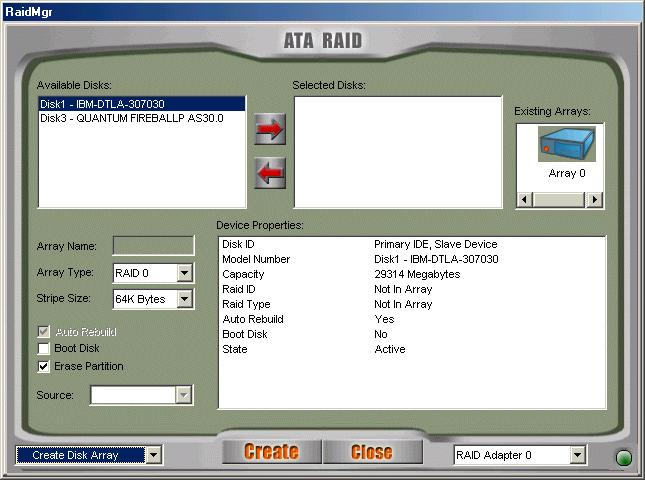 RaidMgr
ATA RAID
Available Disks:
Disk1 - IBM-DTLA-307030
Disk3 - QUANTUM FIREBALLP AS30.0
Selected Disks:
Existing Arrays:
Array 0
Array Name:
Array Type: RAID 0
Stripe Size: 64K Bytes
Auto Rebuild
Boot Disk
Erase Partition
Source:
Device Properties:
Disk ID Primary IDE, Slave Device
Model Number Disk1 - IBM-DTLA-307030
Capacity 29314 Megabytes
Raid ID Not In Array
Raid Type Not In Array
Auto Rebuild Yes
Boot Disk No
State Active
Create Disk Array
Create
Close
RAID Adapter 0